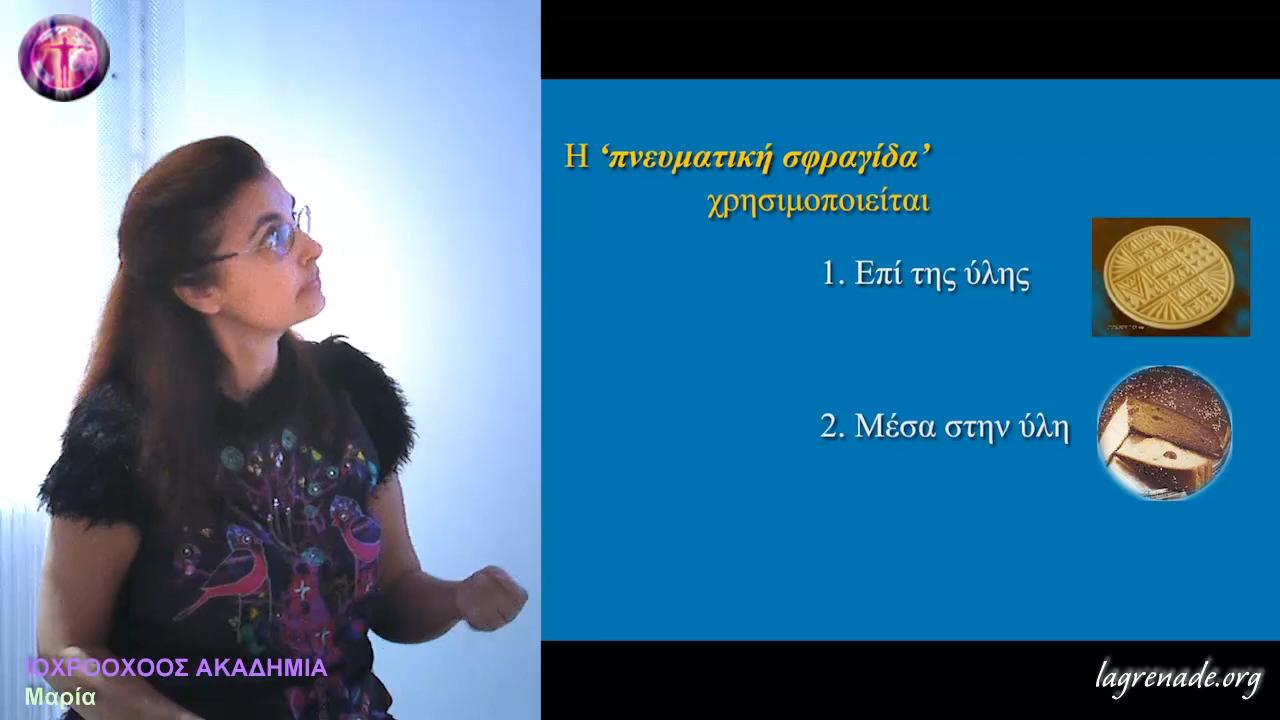 Η ‘πνευματική σφραγίδα’
χρησιμοποιείται
1. Επί της ύλης
2. Μέσα στην ύλη
ΙΟΧΡΟΟΧΟΟΣ ΑΚΑΔΗΜΙΑ
Μαρία
lagrenade.org